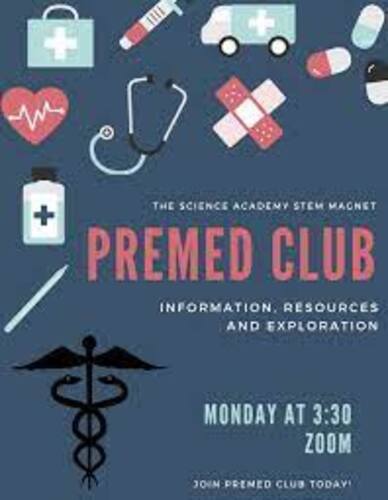 THE SCIENCE ACADEMY STEM MAGNET
PREMED CLUB
INFORMATION, RESOURCES
AND EXPLORATION
MONDAY AT 3:30
ZOOM
JOIN PREMED CLUB TODAY!